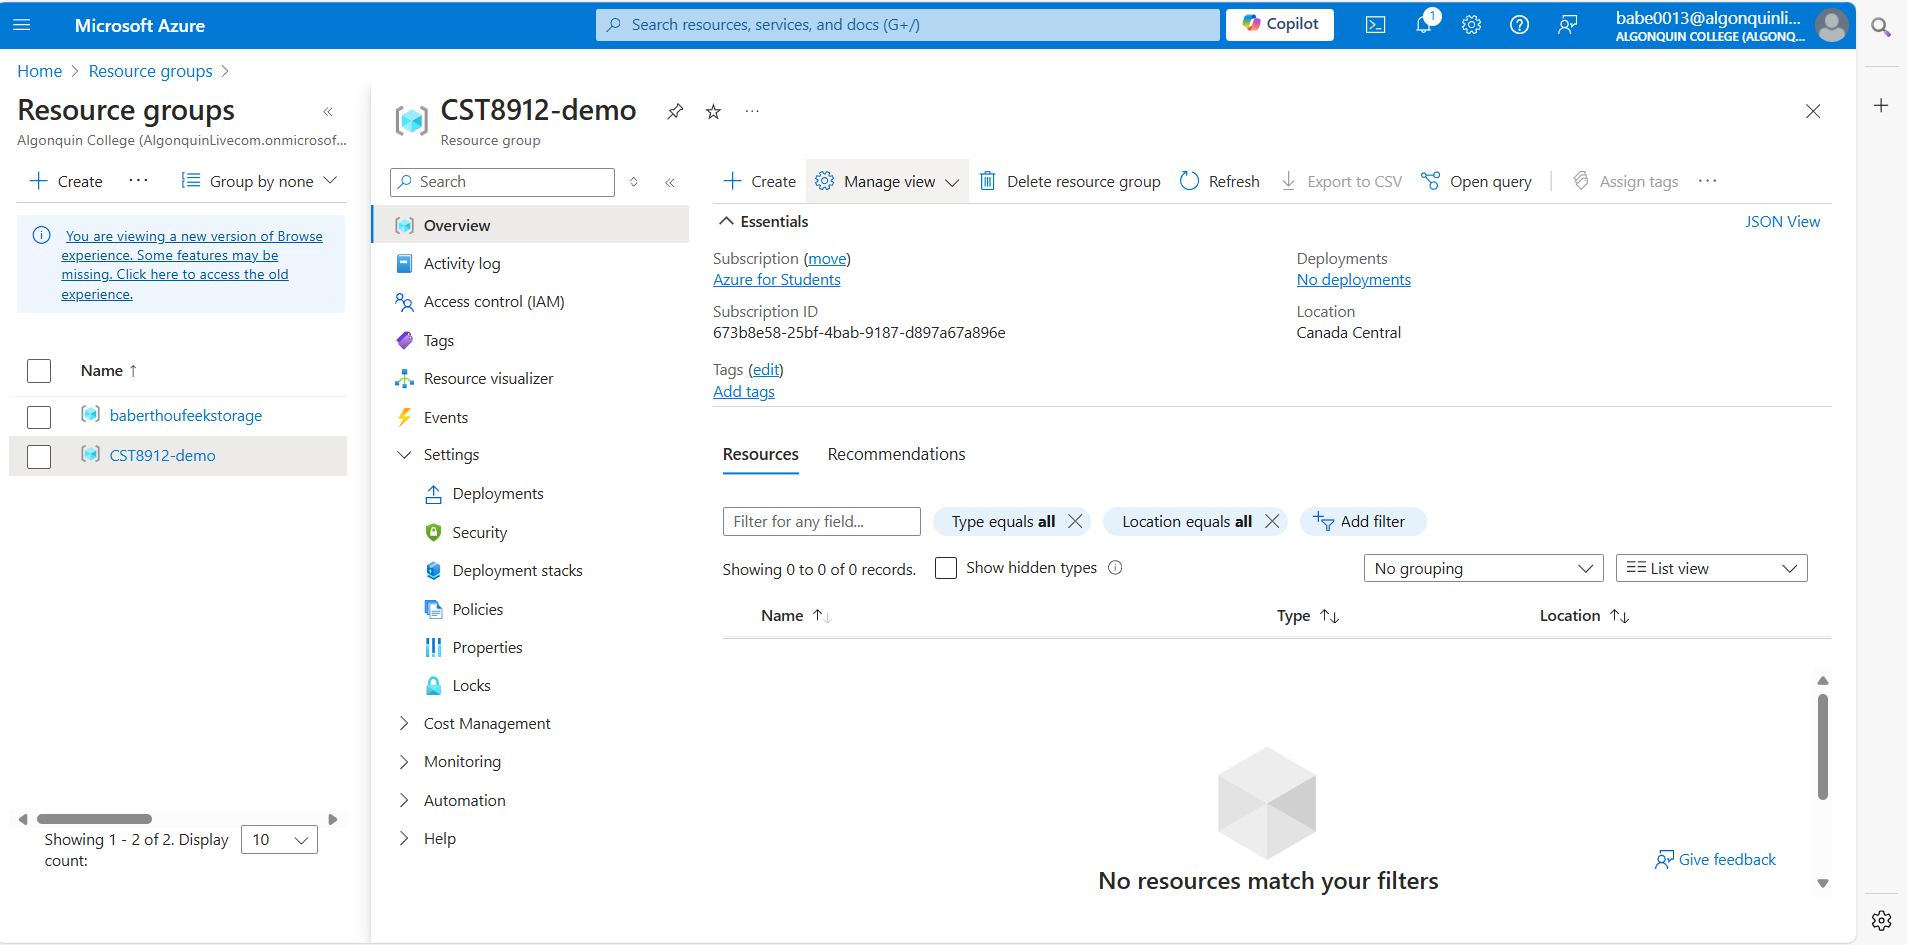 Microsoft Azure
Search resources, services, and docs (G+/)
Copilot
1
babe0013@algonquinli...
ALGONQUIN COLLEGE (ALGONQ...
Home > Resource groups >
Resource groups
Algonquin College (AlgonquinLivecom.onmicrosof...
Create
Group by none
You are viewing a new version of Browse
experience. Some features may be
missing. Click here to access the old
experience.
Name ↑
baberthoufeekstorage
CST8912-demo
Showing 1 - 2 of 2. Display
count:
10
CST8912-demo
Resource group
Search
Overview
Activity log
Access control (IAM)
Tags
Resource visualizer
Events
Settings
Deployments
Security
Deployment stacks
Policies
Properties
Locks
Cost Management
Monitoring
Automation
Help
Create
Manage view
Delete resource group
Refresh
Export to CSV
Open query
Assign tags
Essentials
JSON View
Subscription (move)
Azure for Students
Subscription ID
673b8e58-25bf-4bab-9187-d897a67a896e
Tags (edit)
Add tags
Deployments
No deployments
Location
Canada Central
Resources
Recommendations
Filter for any field...
Type equals all
Location equals all
Add filter
Showing 0 to 0 of 0 records.
Show hidden types
No grouping
List view
Name ↑↓
Type ↑↓
Location ↑↓
No resources match your filters
Give feedback